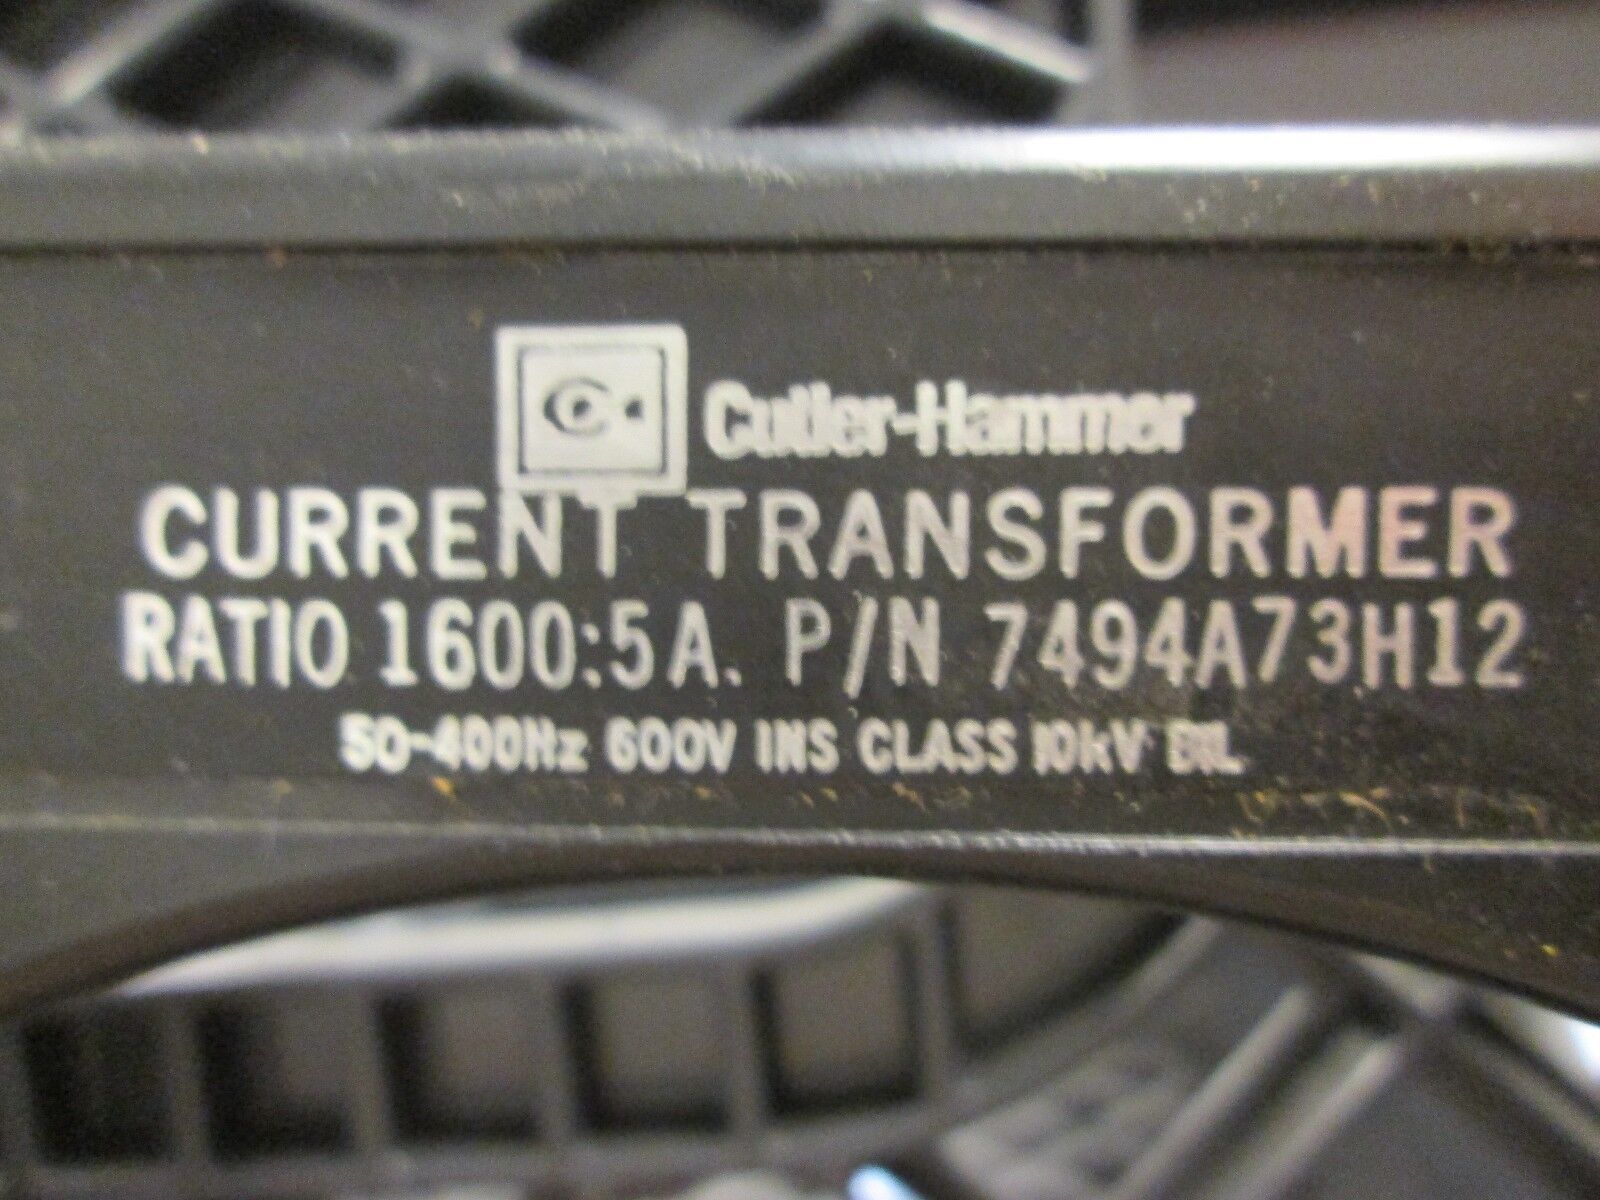 Cutler-Hammer
CURRENT TRANSFORMER
RATIO 1600:5A. P/N 7494A73H12
50-400Hz 600V INS CLASS 10kV BIL